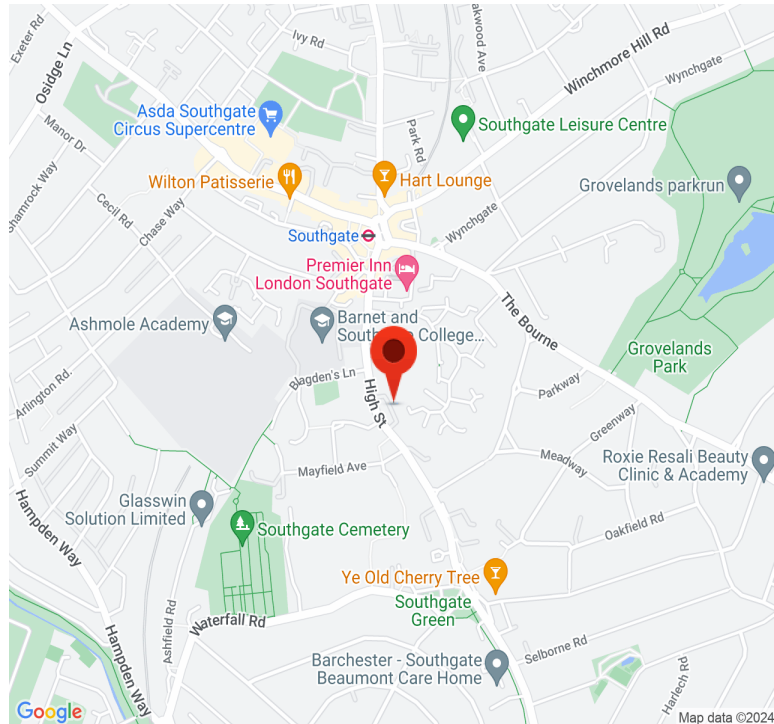 Exeter Rd
Osidge Ln
Ivy Rd
Winchmore Hill Rd
Wynchgate
Asda Southgate
Circus Supercentre
Manor Dr
Park Rd
Southgate Leisure Centre
Shamrock Way
Wilton Patisserie
Hart Lounge
Grovelands parkrun
Cecil Rd
Chase Way
Southgate
Wynchgate
Premier Inn
London Southgate
The Bourne
Ashmole Academy
Barnet and
College...
Grovelands
Park
Blagden's Ln
High St
Parkway
Arlington Rd.
Greenway
Summit Way
Meadway
Roxie Resali Beauty
Clinic & Academy
Mayfield Ave
Hampden Way
Glasswin
Solution Limited
Southgate Cemetery
Oakfield Rd
Ye Old Cherry Tree
Southgate
Green
Ashfield Rd
Waterfall Rd
Hampden Way
Selborne Rd
Barchester - Southgate
Beaumont Care Home
Harlech Rd
Google
Map data ©2024